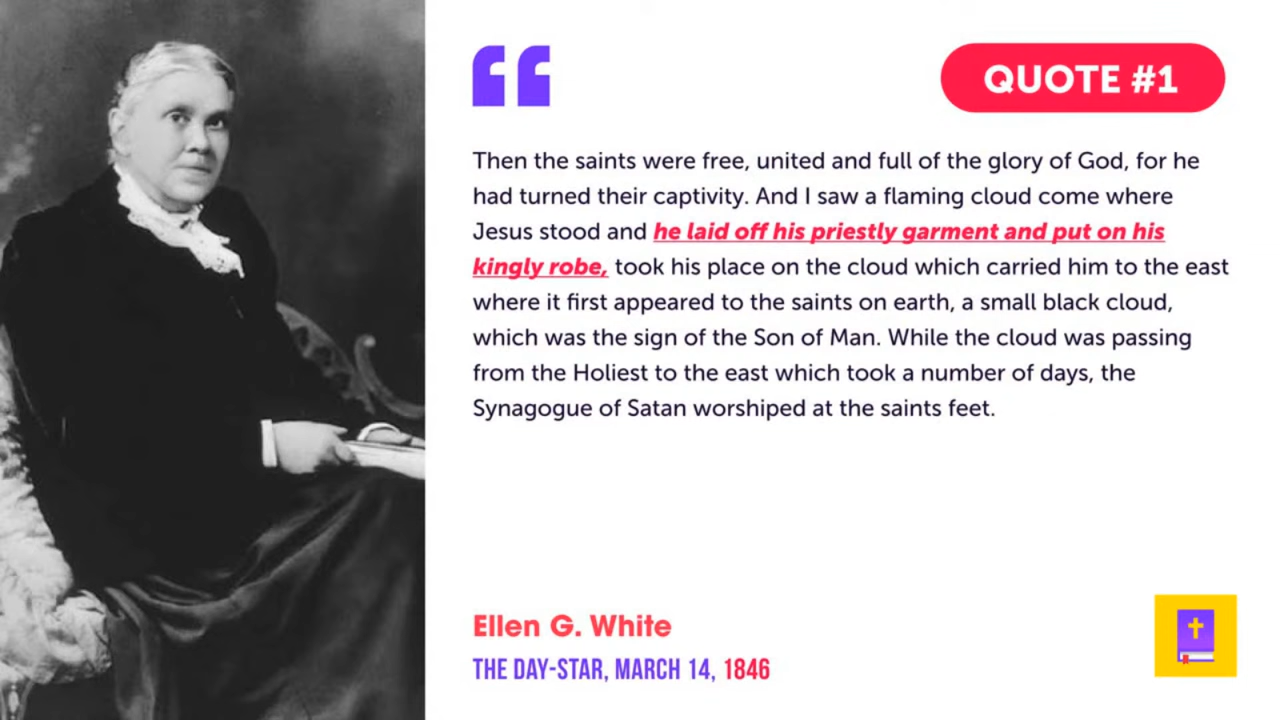 QUOTE #1
Then the saints were free, united and full of the glory of God, for he
had turned their captivity. And I saw a flaming cloud come where
Jesus stood and he laid off his priestly garment and put on his
kingly robe, took his place on the cloud which carried him to the east
where it first appeared to the saints on earth, a small black cloud,
which was the sign of the Son of Man. While the cloud was passing
from the Holiest to the east which took a number of days, the
Synagogue of Satan worshiped at the saints feet.
Ellen G. White
THE DAY-STAR, MARCH 14, 1846